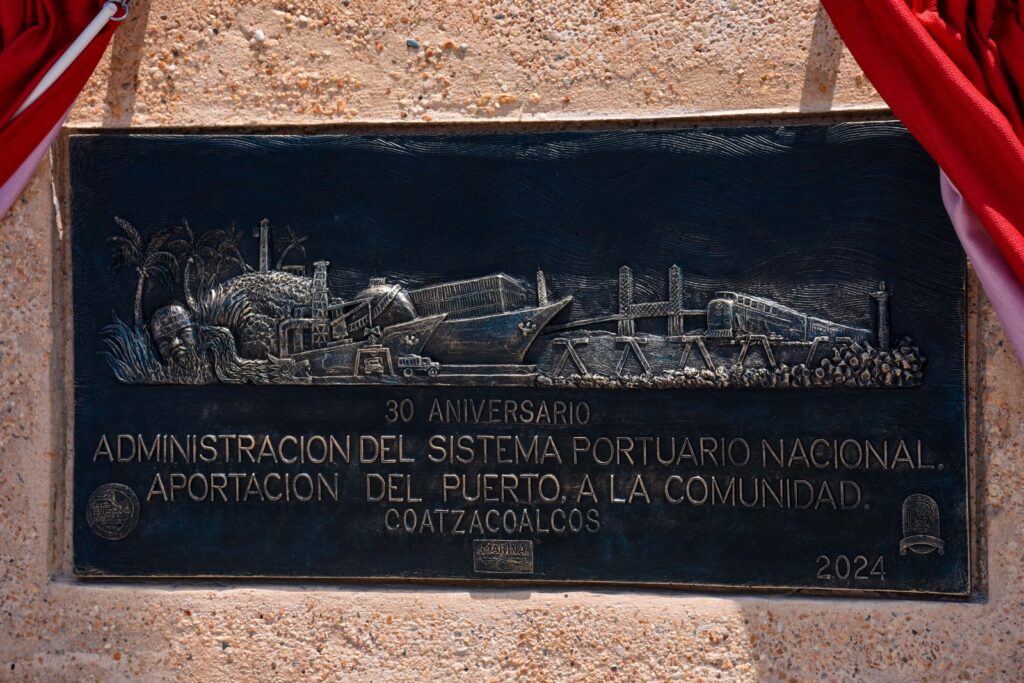 30 ANIVERSARIO
ADMINISTRACION DEL SISTEMA PORTUARIO NACIONAL.
APORTACION DEL PUERTO, A LA COMUNIDAD.
COATZACOALCOS
MARINA
2024